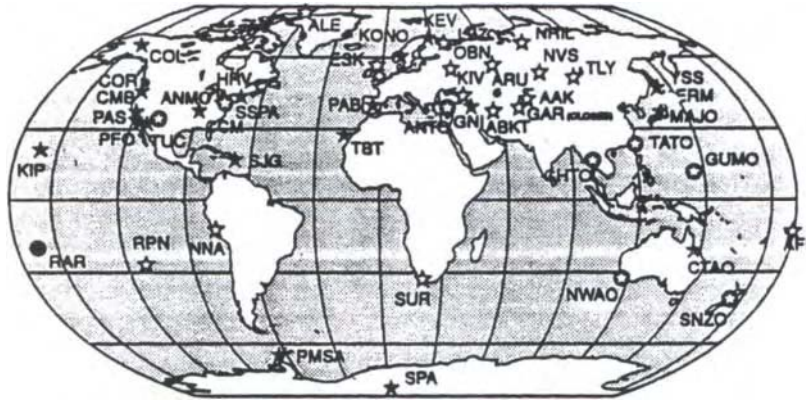 ALE
KEV
KONO
NRIL
COL
OBN
NVS
ESK
HRV
KIV
ARU
TLY
COR
YSS
CMB
ANMO
AAK
ERM
SSPA
PAB
GAR
PAS
CCM
ANTO
GNI
ABKT
MAJO
PFO
TUC
TBT
TATO
KIP
SJG
CHTO
GUMO
RPN
NNA
RAR
AFI
CTAO
SUR
NWAO
SNZO
PMSA
SPA